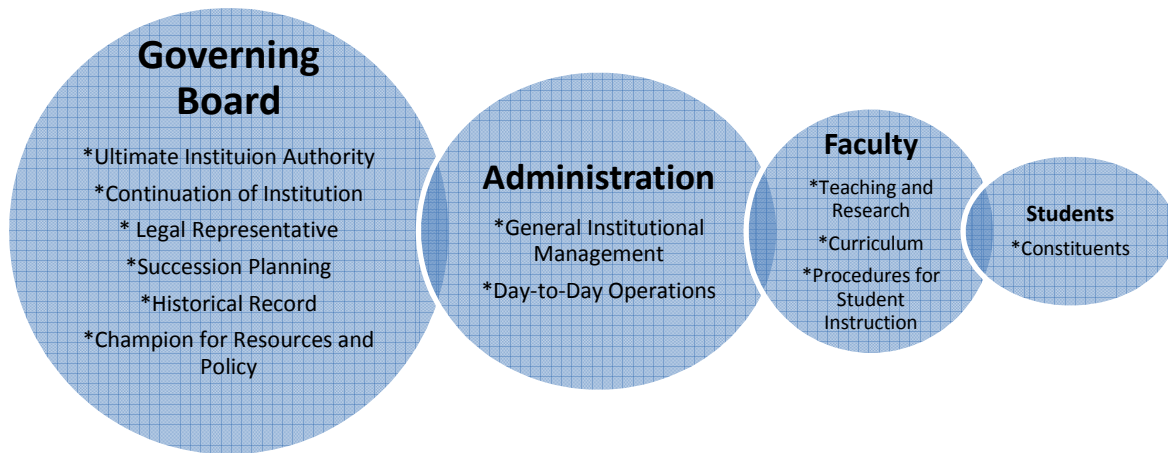 Governing
Board
*Ultimate Instituion Authority
*Continuation of Institution
* Legal Representative
*Succession Planning
*Historical Record
*Champion for Resources and
Policy
Administration
*General Institutional
Management
*Day-to-Day Operations
Faculty
*Teaching and
Research
*Curriculum
*Procedures for
Student
Instruction
Students
*Constituents